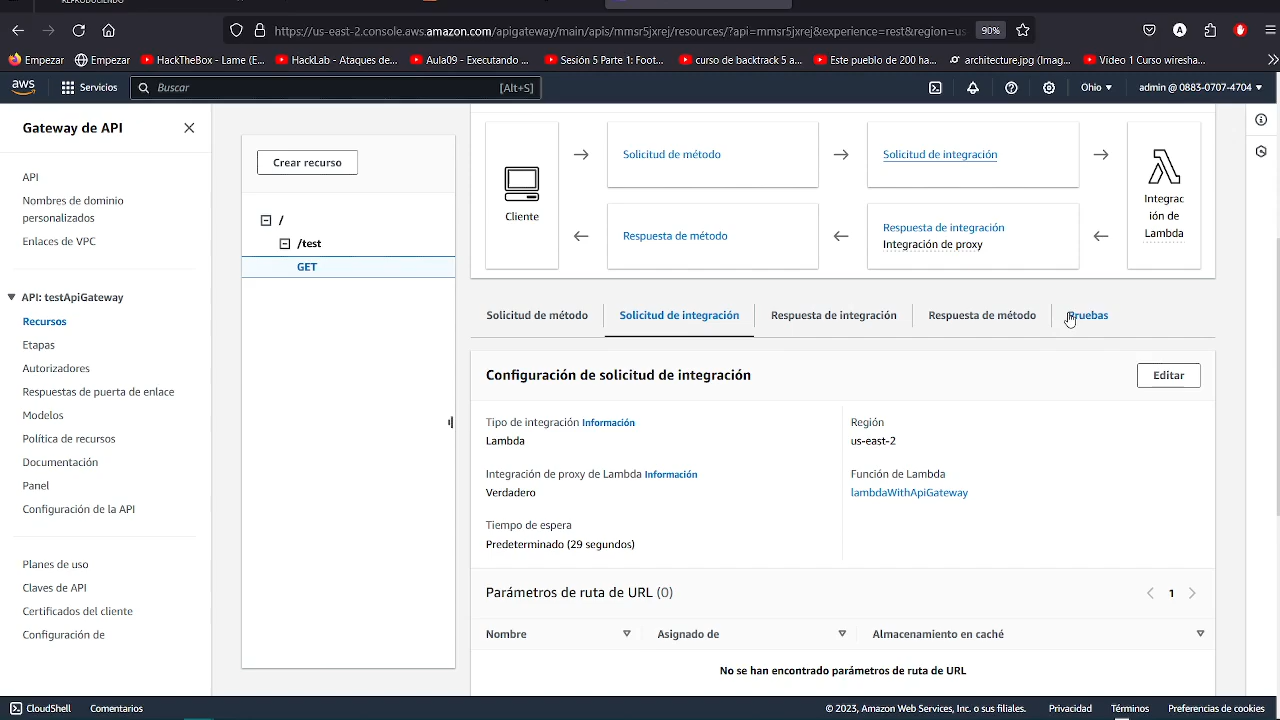 REPRODUCIENDO
https://us-east-2.console.aws.amazon.com/apigateway/main/apis/mmsr5jxrej/resources/?api=mmsr5jxrej&experience=rest&region=us-
90%
Empezar
Empezar
HackTheBox - Lame (E...
HackLab - Ataques de...
Aula09 - Executando ...
Sesión 5 Parte 1: Foot...
curso de backtrack 5 a...
Este pueblo de 200 ha...
architecture.jpg (Imag...
Vídeo 1 Curso wiresha...
aws
Servicios
Buscar
[Alt+S]
Ohio
admin @ 0883-0707-4704
Gateway de API
API
Nombres de dominio
personalizados
Enlaces de VPC
API: testApiGateway
Recursos
Etapas
Autorizadores
Respuestas de puerta de enlace
Modelos
Política de recursos
Documentación
Panel
Configuración de la API
Planes de uso
Claves de API
Certificados del cliente
Configuración de
Crear recurso
/
/test
GET
Cliente
Solicitud de método
Solicitud de integración
Respuesta de método
Respuesta de integración
Integración de proxy
Integrac
ión de
Lambda
Solicitud de método
Solicitud de integración
Respuesta de integración
Respuesta de método
Pruebas
Configuración de solicitud de integración
Editar
Tipo de integración Información
Lambda
Región
us-east-2
Integración de proxy de Lambda Información
Verdadero
Función de Lambda
lambdaWithApiGateway
Tiempo de espera
Predeterminado (29 segundos)
Parámetros de ruta de URL (0)
1
Nombre
Asignado de
Almacenamiento en caché
No se han encontrado parámetros de ruta de URL
CloudShell
Comentarios
© 2023, Amazon Web Services, Inc. o sus filiales.
Privacidad
Términos
Preferencias de cookies